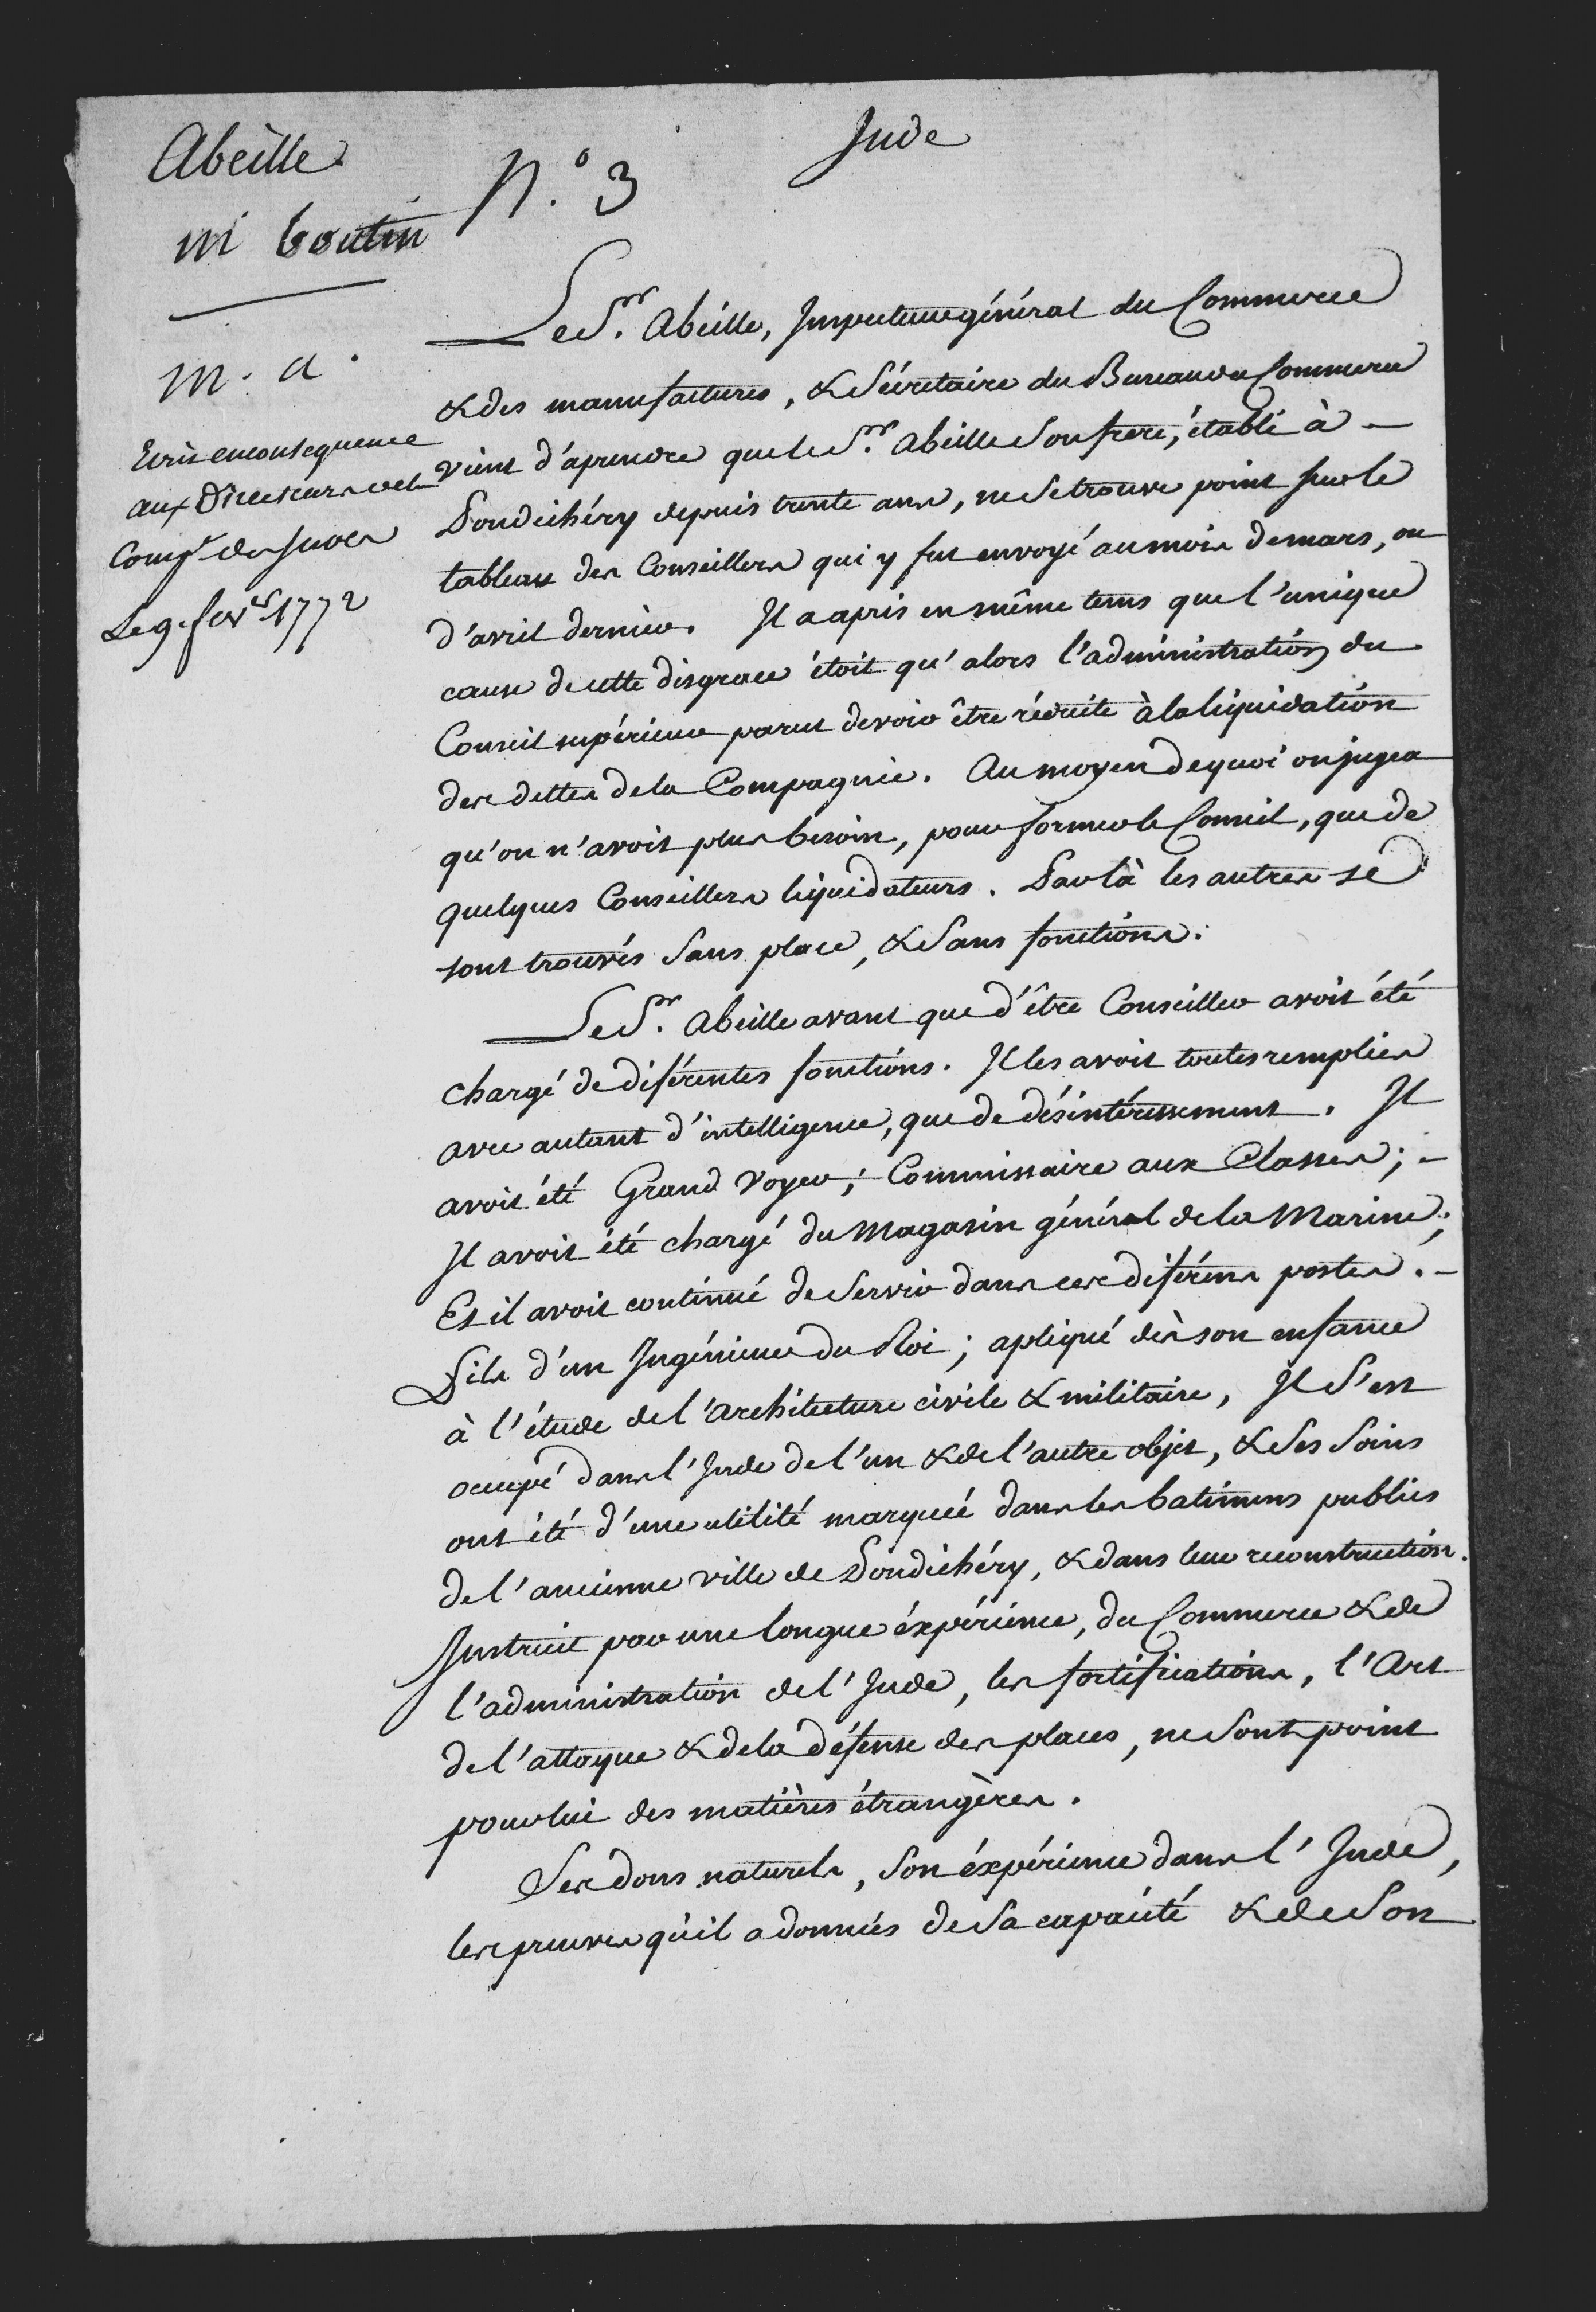 Abeille
Inde
N.° 3
M. boutin
M. A.
Ecris en consequence
aux Directeurs de la
Comp.e des Indes
Le 9. fev.er 1772
Le S.r Abeille, Inspecteur général du Commerce
& des manufactures, & Sécretaire du Bureau du Commerce
vient d'aprendre que le S.r Abeille Son frere, établi à -
Pondichéry depuis trente ans, ne se trouve point sur le
tableau des Conseillers qui y fut envoyé au mois de mars, ou
d'avril dernier. Il a apris en même tems que l'unique
cause de cette disgrace étoit qu'alors l'administration du
Conseil supérieur parut devoir être réduite à la liquidation
des dettes de la Compagnie. Au moyen de quoi on jugea
qu'on n'avoit plus besoin, pour former le Conseil, que de
quelques Conseillers liquidateurs. Par là les autres se
sont trouvés Sans place, & Sans fonctions.
Le S.r Abeille avant que d'être Conseiller avoit été
chargé de diférentes fonctions. Il les avoit toutes remplies
avec autant d'intelligence, que de désintéressement. Il
avoit été Grand Voyer; Commissaire aux Classes; -
Il avoit été chargé du Magasin général de la Marine;
Et il avoit continué de Servir dans ces diférens postes. -
Fils d'un Ingénieur du Roi; apliqué dès son enfance
à l'étude de l'Architecture civile & militaire, Il S'est
occupé dans l'Inde de l'un & de l'autre objet, & Ses Soins
ont été d'une utilité marquée dans les batimens publics
de l'ancienne ville de Pondichéry, & dans leur reconstruction.
Instruit par une longue éxpérience, du Commerce & de
l'administration de l'Inde, les fortifications, l'Art
de l'attaque & de la défense des places, ne Sont point
pour lui des matières étrangères.
Ses dons naturels, Son éxpérience dans l'Inde,
les preuves qu'il a données de Sa capacité & de Son